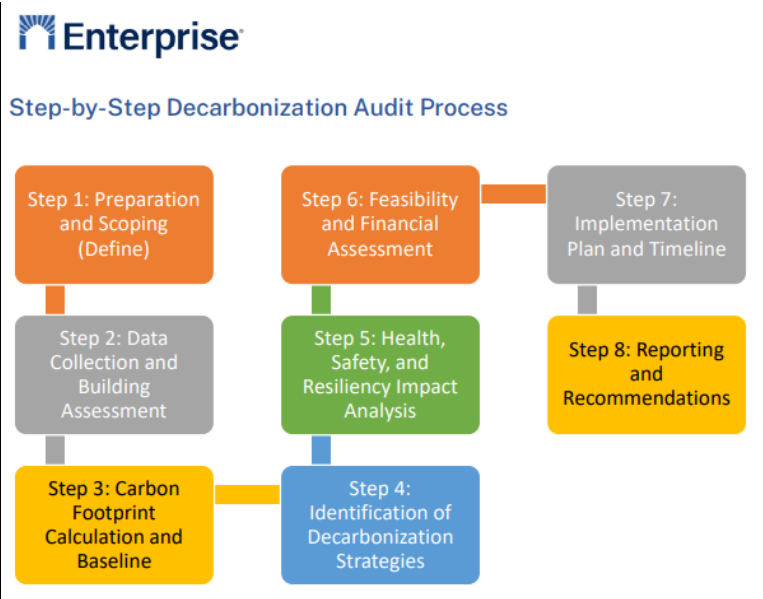 Enterprise
Step-by-Step Decarbonization Audit Process
Step 1: Preparation
and Scoping
(Define)
Step 2: Data
Collection and
Building
Assessment
Step 3: Carbon
Footprint
Calculation and
Baseline
Step 4:
Identification of
Decarbonization
Strategies
Step 5: Health,
Safety, and
Resiliency Impact
Analysis
Step 6: Feasibility
and Financial
Assessment
Step 7:
Implementation
Plan and Timeline
Step 8: Reporting
and
Recommendations